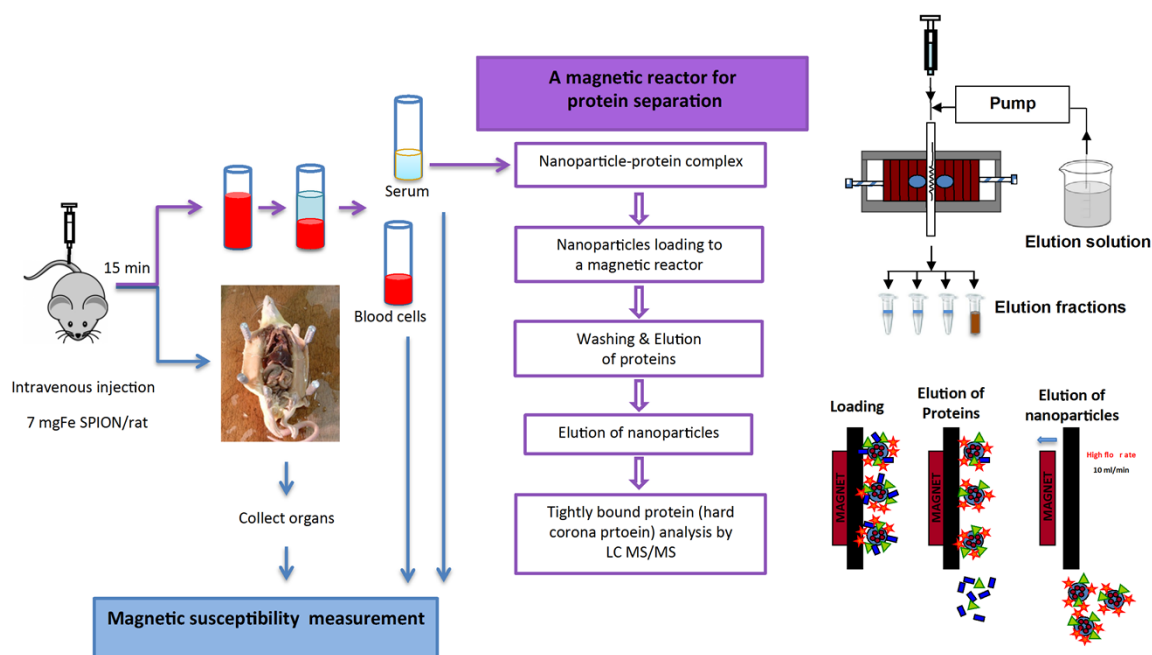 A magnetic reactor for
protein separation
Nanoparticle-protein complex
Nanoparticles loading to
a magnetic reactor
Washing & Elution
of proteins
Elution of nanoparticles
Tightly bound protein (hard
corona prtoein) analysis by
LC MS/MS
15 min
Intravenous injection
7 mgFe SPION/rat
Serum
Blood cells
Collect organs
Magnetic susceptibility measurement
Pump
Elution solution
Elution fractions
Loading
MAGNET
Elution of
Proteins
MAGNET
Elution of
nanoparticles
MAGNET
High flo r ate
10 ml/min